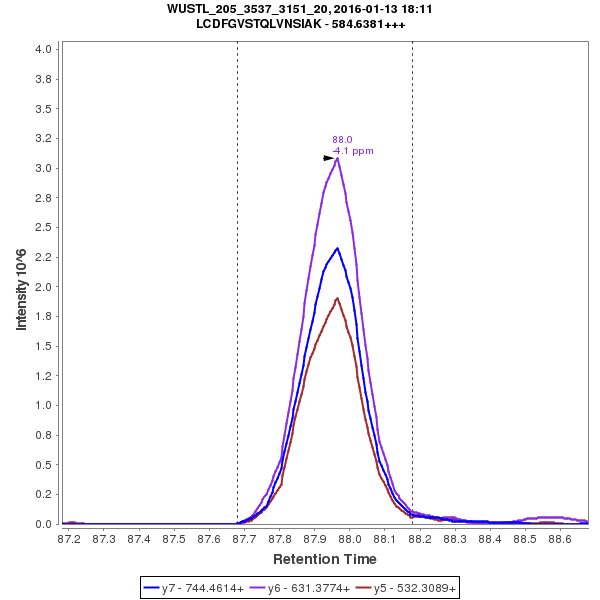 WUSTL_205_3537_3151_20, 2016-01-13 18:11
LCDFGVSTQLVNSIAK - 584.6381+++
4.0
3.8
3.5
3.2
3.0
2.8
2.5
2.2
2.0
1.8
1.5
1.2
1.0
0.8
0.5
0.2
0.0
Intensity 10^6
88.0
-4.1 ppm
87.2 87.3 87.4 87.5 87.6 87.7 87.8 87.9 88.0 88.1 88.2 88.3 88.4 88.5 88.6
Retention Time
y7 - 744.4614+ y6 - 631.3774+ y5 - 532.3089+